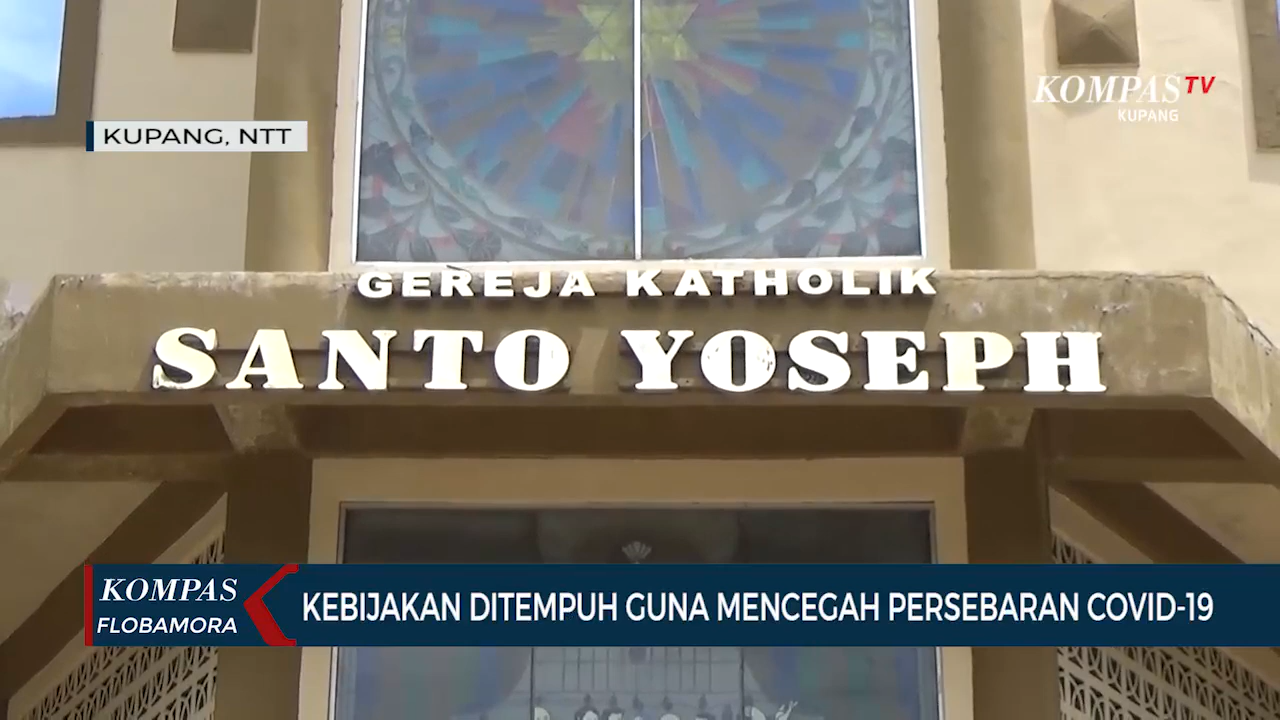 KOMPAS TV
KUPANG
KUPANG, NTT
GEREJA KATHOLIK
SANTO YOSEPH
KOMPAS
FLOBAMORA
KEBIJAKAN DITEMPUH GUNA MENCEGAH PERSEBARAN COVID-19